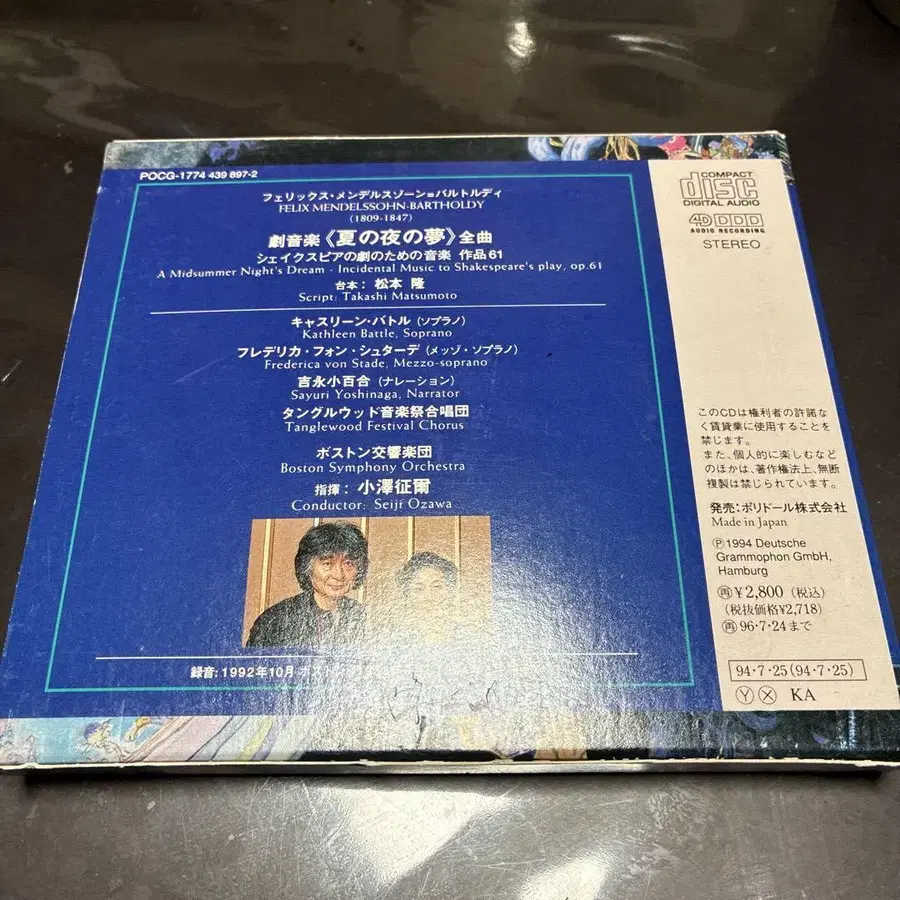 POCG-1774 439 897-2
フェリックス・メンデルスゾーン=バルトルディ
FELIX MENDELSSOHN-BARTHOLDY
(1809-1847)
劇音楽《夏の夜の夢》全曲
シェイクスピアの劇のための音楽 作品61
A Midsummer Night's Dream - Incidental Music to Shakespeare's play, op.61
台本：松本 隆
Script: Takashi Matsumoto
キャスリーン・バトル（ソプラノ）
Kathleen Battle, Soprano
フレデリカ・フォン・シュターデ（メッゾ・ソプラノ）
Frederica von Stade, Mezzo-soprano
吉永小百合（ナレーション）
Sayuri Yoshinaga, Narrator
タングルウッド音楽祭合唱団
Tanglewood Festival Chorus
ボストン交響楽団
Boston Symphony Orchestra
指揮：小澤征爾
Conductor: Seiji Ozawa
録音：1992年10月
COMPACT
disc
DIGITAL AUDIO
4D DDD
AUDIO RECORDING
STEREO
このCDは権利者の許諾な
く賃貸業に使用することを
禁じます。
また、個人的に楽しむなど
のほかは、著作権法上、無断
複製は禁じられています。
発売：ポリドール株式会社
Made in Japan
Ⓟ1994 Deutsche
Grammophon GmbH,
Hamburg
再￥2,800（税込）
（税抜価格¥2,718）
再96・7・24まで
94・7・25(94・7・25)
Ⓨ Ⓧ KA